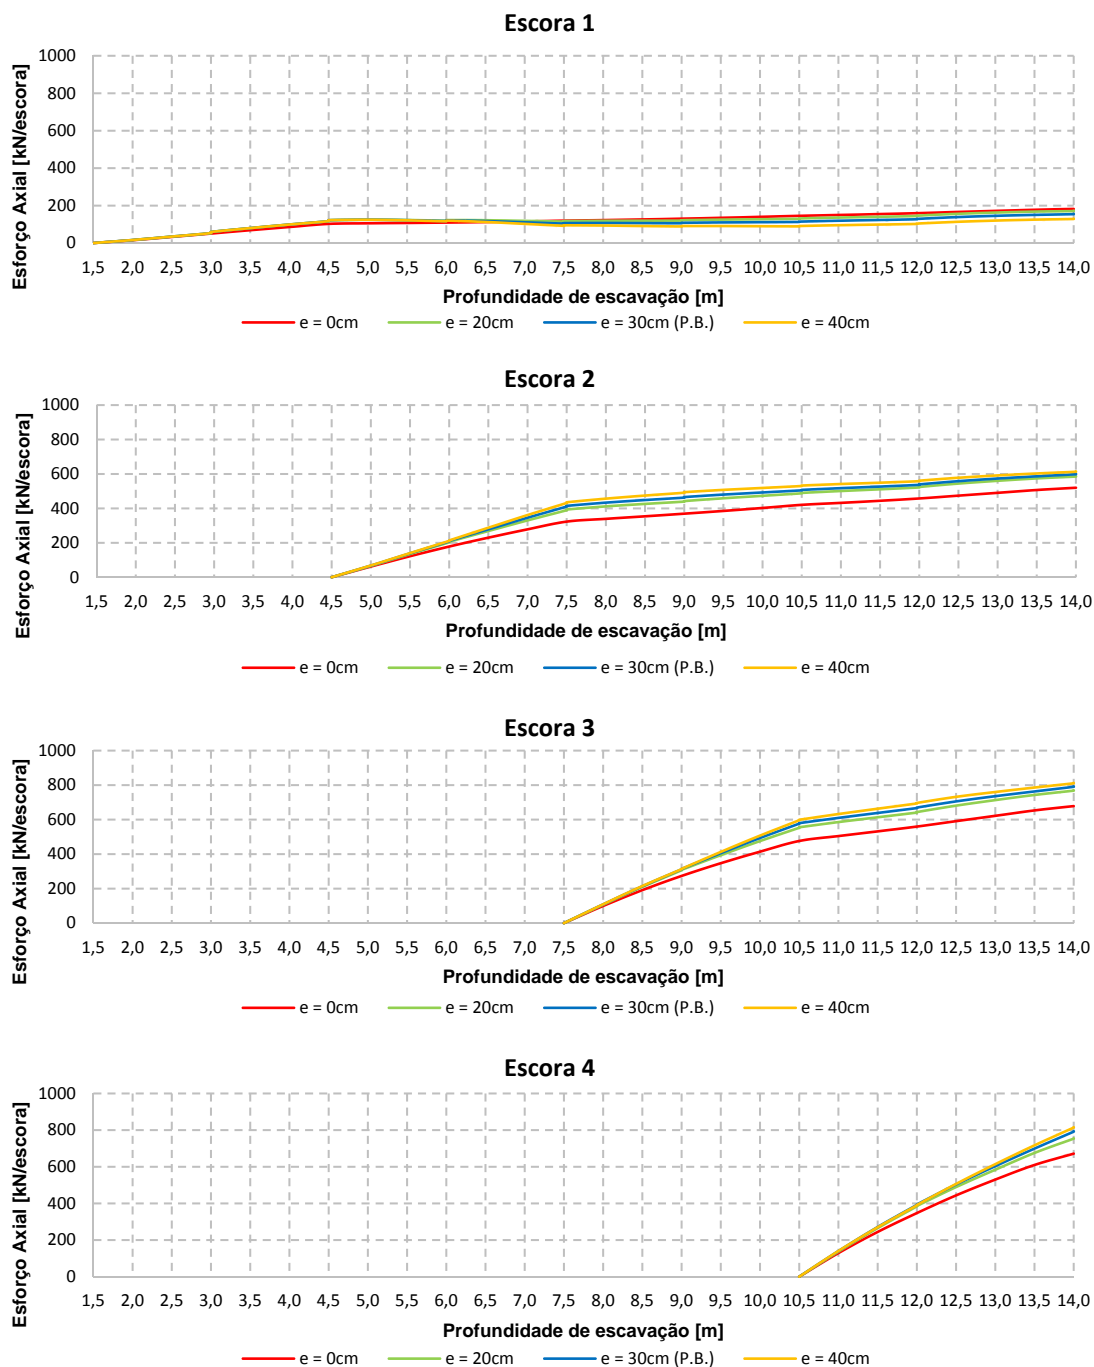 Escora 1
Esforço Axial [kN/escora]
1000
800
600
400
200
0
1,5 2,0 2,5 3,0 3,5 4,0 4,5 5,0 5,5 6,0 6,5 7,0 7,5 8,0 8,5 9,0 9,5 10,0 10,5 11,0 11,5 12,0 12,5 13,0 13,5 14,0
Profundidade de escavação [m]
e = 0cm e = 20cm e = 30cm (P.B.) e = 40cm
Escora 2
Esforço Axial [kN/escora]
1000
800
600
400
200
0
1,5 2,0 2,5 3,0 3,5 4,0 4,5 5,0 5,5 6,0 6,5 7,0 7,5 8,0 8,5 9,0 9,5 10,0 10,5 11,0 11,5 12,0 12,5 13,0 13,5 14,0
Profundidade de escavação [m]
e = 0cm e = 20cm e = 30cm (P.B.) e = 40cm
Escora 3
Esforço Axial [kN/escora]
1000
800
600
400
200
0
1,5 2,0 2,5 3,0 3,5 4,0 4,5 5,0 5,5 6,0 6,5 7,0 7,5 8,0 8,5 9,0 9,5 10,0 10,5 11,0 11,5 12,0 12,5 13,0 13,5 14,0
Profundidade de escavação [m]
e = 0cm e = 20cm e = 30cm (P.B.) e = 40cm
Escora 4
Esforço Axial [kN/escora]
1000
800
600
400
200
0
1,5 2,0 2,5 3,0 3,5 4,0 4,5 5,0 5,5 6,0 6,5 7,0 7,5 8,0 8,5 9,0 9,5 10,0 10,5 11,0 11,5 12,0 12,5 13,0 13,5 14,0
Profundidade de escavação [m]
e = 0cm e = 20cm e = 30cm (P.B.) e = 40cm